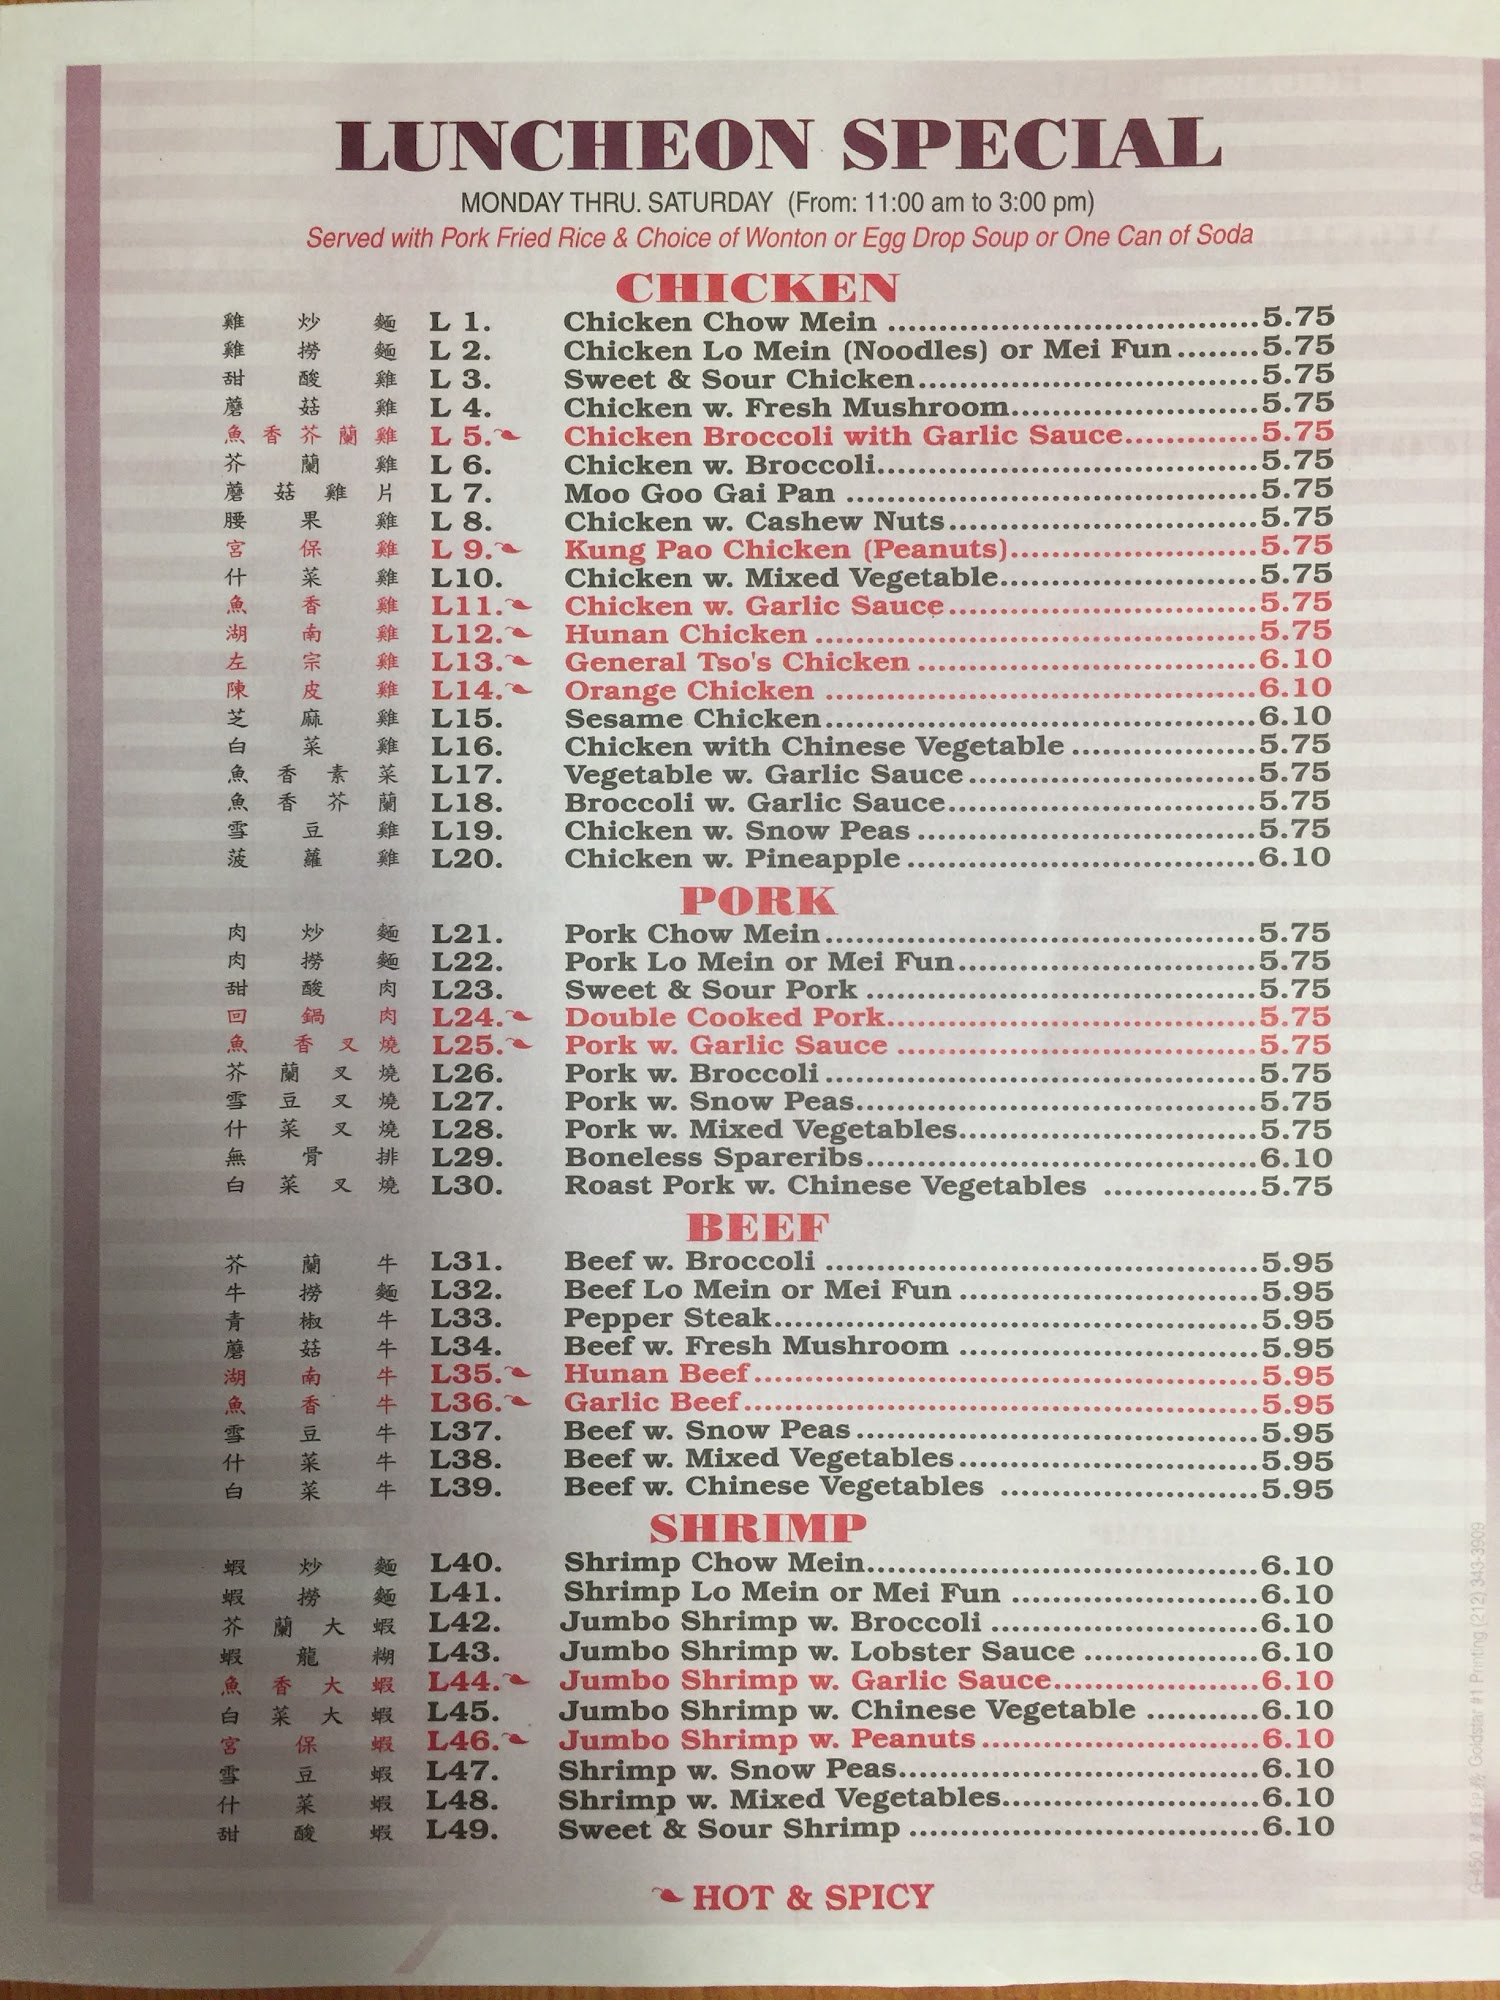 LUNCHEON SPECIAL
MONDAY THRU. SATURDAY (From: 11:00 am to 3:00 pm)
Served with Pork Fried Rice & Choice of Wonton or Egg Drop Soup or One Can of Soda
CHICKEN
雞炒麵 L 1. Chicken Chow Mein 5.75
雞撈麵 L 2. Chicken Lo Mein (Noodles) or Mei Fun 5.75
甜酸雞 L 3. Sweet & Sour Chicken 5.75
蘑菇雞 L 4. Chicken w. Fresh Mushroom 5.75
魚香芥蘭雞 L 5. Chicken Broccoli with Garlic Sauce 5.75
芥蘭雞 L 6. Chicken w. Broccoli 5.75
蘑菇雞片 L 7. Moo Goo Gai Pan 5.75
腰果雞 L 8. Chicken w. Cashew Nuts 5.75
宮保雞 L 9. Kung Pao Chicken (Peanuts) 5.75
什菜雞 L10. Chicken w. Mixed Vegetable 5.75
魚香雞 L11. Chicken w. Garlic Sauce 5.75
湖南雞 L12. Hunan Chicken 5.75
左宗雞 L13. General Tso's Chicken 6.10
陳皮雞 L14. Orange Chicken 6.10
芝麻雞 L15. Sesame Chicken 6.10
白菜雞 L16. Chicken with Chinese Vegetable 5.75
魚香素菜 L17. Vegetable w. Garlic Sauce 5.75
魚香芥蘭 L18. Broccoli w. Garlic Sauce 5.75
雪豆雞 L19. Chicken w. Snow Peas 5.75
菠蘿雞 L20. Chicken w. Pineapple 6.10
PORK
肉炒麵 L21. Pork Chow Mein 5.75
肉撈麵 L22. Pork Lo Mein or Mei Fun 5.75
甜酸肉 L23. Sweet & Sour Pork 5.75
回鍋肉 L24. Double Cooked Pork 5.75
魚香叉燒 L25. Pork w. Garlic Sauce 5.75
芥蘭叉燒 L26. Pork w. Broccoli 5.75
雪豆叉燒 L27. Pork w. Snow Peas 5.75
什菜叉燒 L28. Pork w. Mixed Vegetables 5.75
無骨排 L29. Boneless Spareribs 6.10
白菜叉燒 L30. Roast Pork w. Chinese Vegetables 5.75
BEEF
芥蘭牛 L31. Beef w. Broccoli 5.95
牛撈麵 L32. Beef Lo Mein or Mei Fun 5.95
青椒牛 L33. Pepper Steak 5.95
蘑菇牛 L34. Beef w. Fresh Mushroom 5.95
湖南牛 L35. Hunan Beef 5.95
魚香牛 L36. Garlic Beef 5.95
雪豆牛 L37. Beef w. Snow Peas 5.95
什菜牛 L38. Beef w. Mixed Vegetables 5.95
白菜牛 L39. Beef w. Chinese Vegetables 5.95
SHRIMP
蝦炒麵 L40. Shrimp Chow Mein 6.10
蝦撈麵 L41. Shrimp Lo Mein or Mei Fun 6.10
芥蘭大蝦 L42. Jumbo Shrimp w. Broccoli 6.10
蝦龍糊 L43. Jumbo Shrimp w. Lobster Sauce 6.10
魚香大蝦 L44. Jumbo Shrimp w. Garlic Sauce 6.10
白菜大蝦 L45. Jumbo Shrimp w. Chinese Vegetable 6.10
宮保蝦 L46. Jumbo Shrimp w. Peanuts 6.10
雪豆蝦 L47. Shrimp w. Snow Peas 6.10
什菜蝦 L48. Shrimp w. Mixed Vegetables 6.10
甜酸蝦 L49. Sweet & Sour Shrimp 6.10
HOT & SPICY
G-450 Goldstar #1 Printing (212) 343-3909